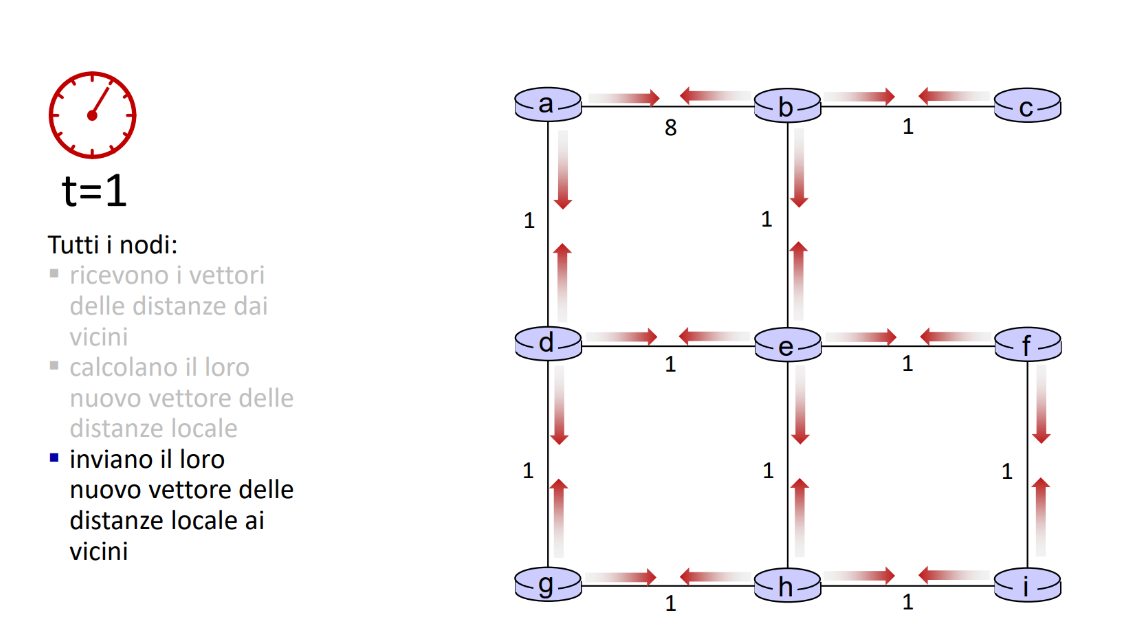 t=1
Tutti i nodi:
ricevono i vettori
delle distanze dai
vicini
calcolano il loro
nuovo vettore delle
distanze locale
inviano il loro
nuovo vettore delle
distanze locale ai
vicini
a b c
8 1
1 1
d e f
1 1
1 1 1
g h i
1 1